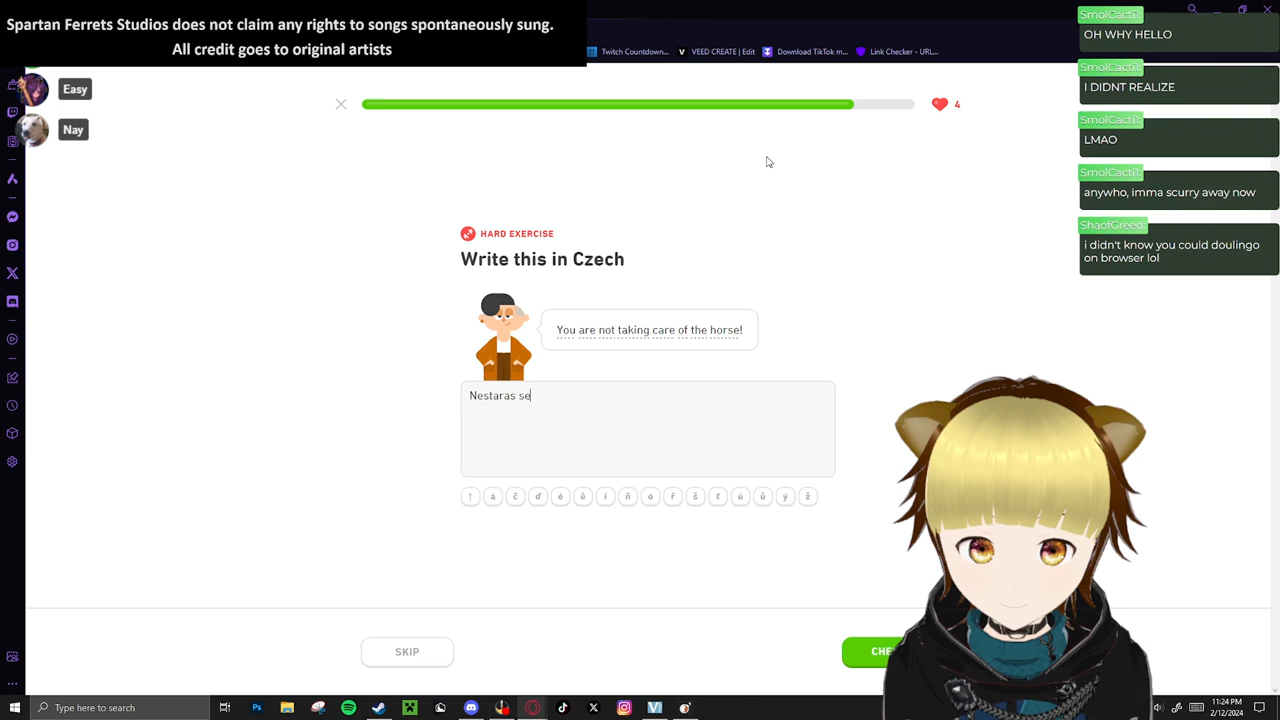 Spartan Ferrets Studios does not claim any rights to songs spontaneously sung.
All credit goes to original artists
Twitch Countdown...
VEED CREATE | Edit
Download TikTok m...
Link Checker - URL...
Easy
Nay
4
HARD EXERCISE
Write this in Czech
You are not taking care of the horse!
Nestaras se
↑ á č ď é ě í ň ó ř š ť ú ů ý ž
SKIP
CHE
SmolCacti1:
OH WHY HELLO
SmolCacti1:
I DIDNT REALIZE
SmolCacti1:
LMAO
SmolCacti1:
anywho, imma scurry away now
ShaofGreed:
i didn't know you could doulingo
on browser lol
Type here to search
11:24 PM
2/12/2024